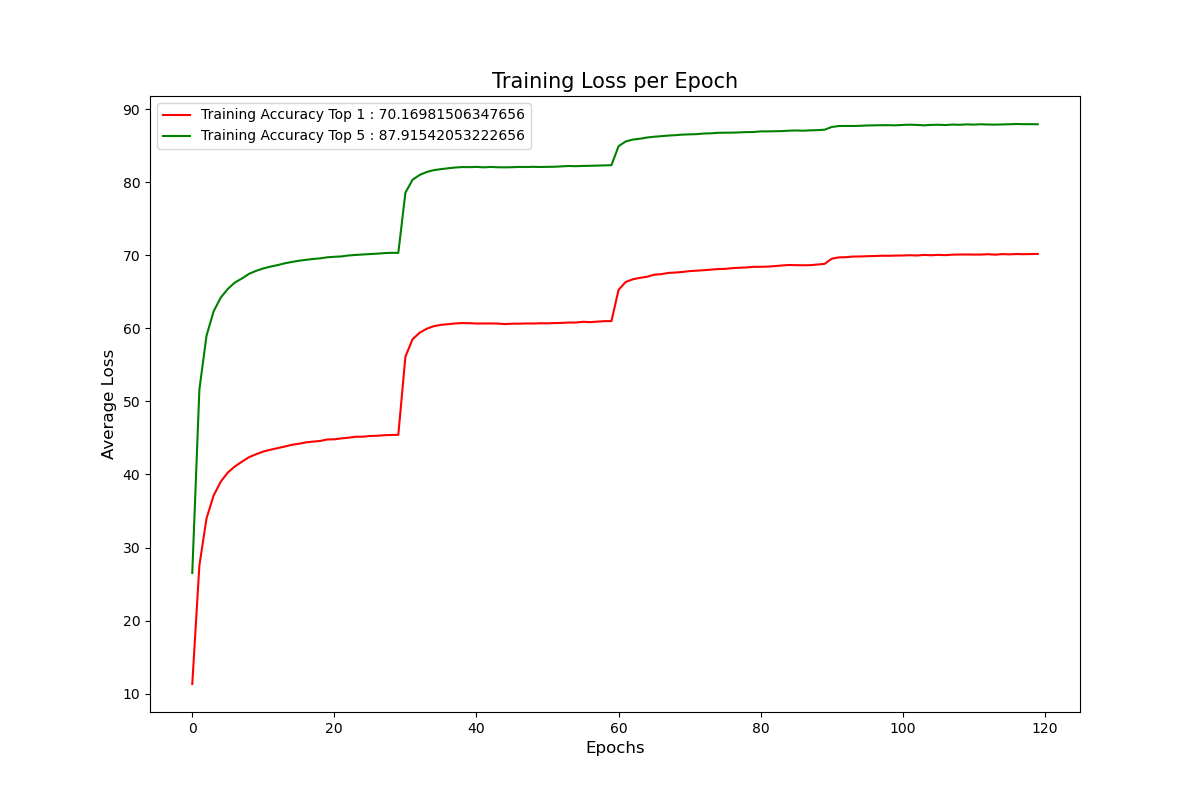 Training Loss per Epoch
Training Accuracy Top 1 : 70.16981506347656
Training Accuracy Top 5 : 87.91542053222656
90
80
70
60
50
40
30
20
10
Average Loss
0 20 40 60 80 100 120
Epochs